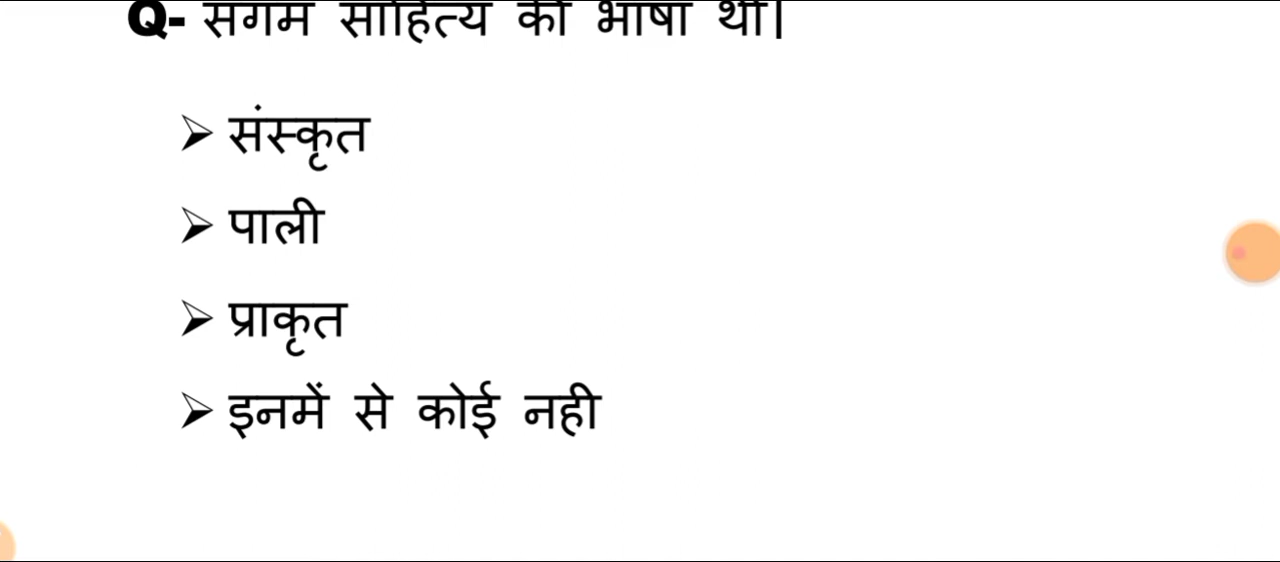 Q- संगम साहित्य की भाषा थी|
➢ संस्कृत
➢ पाली
➢ प्राकृत
➢ इनमें से कोई नही